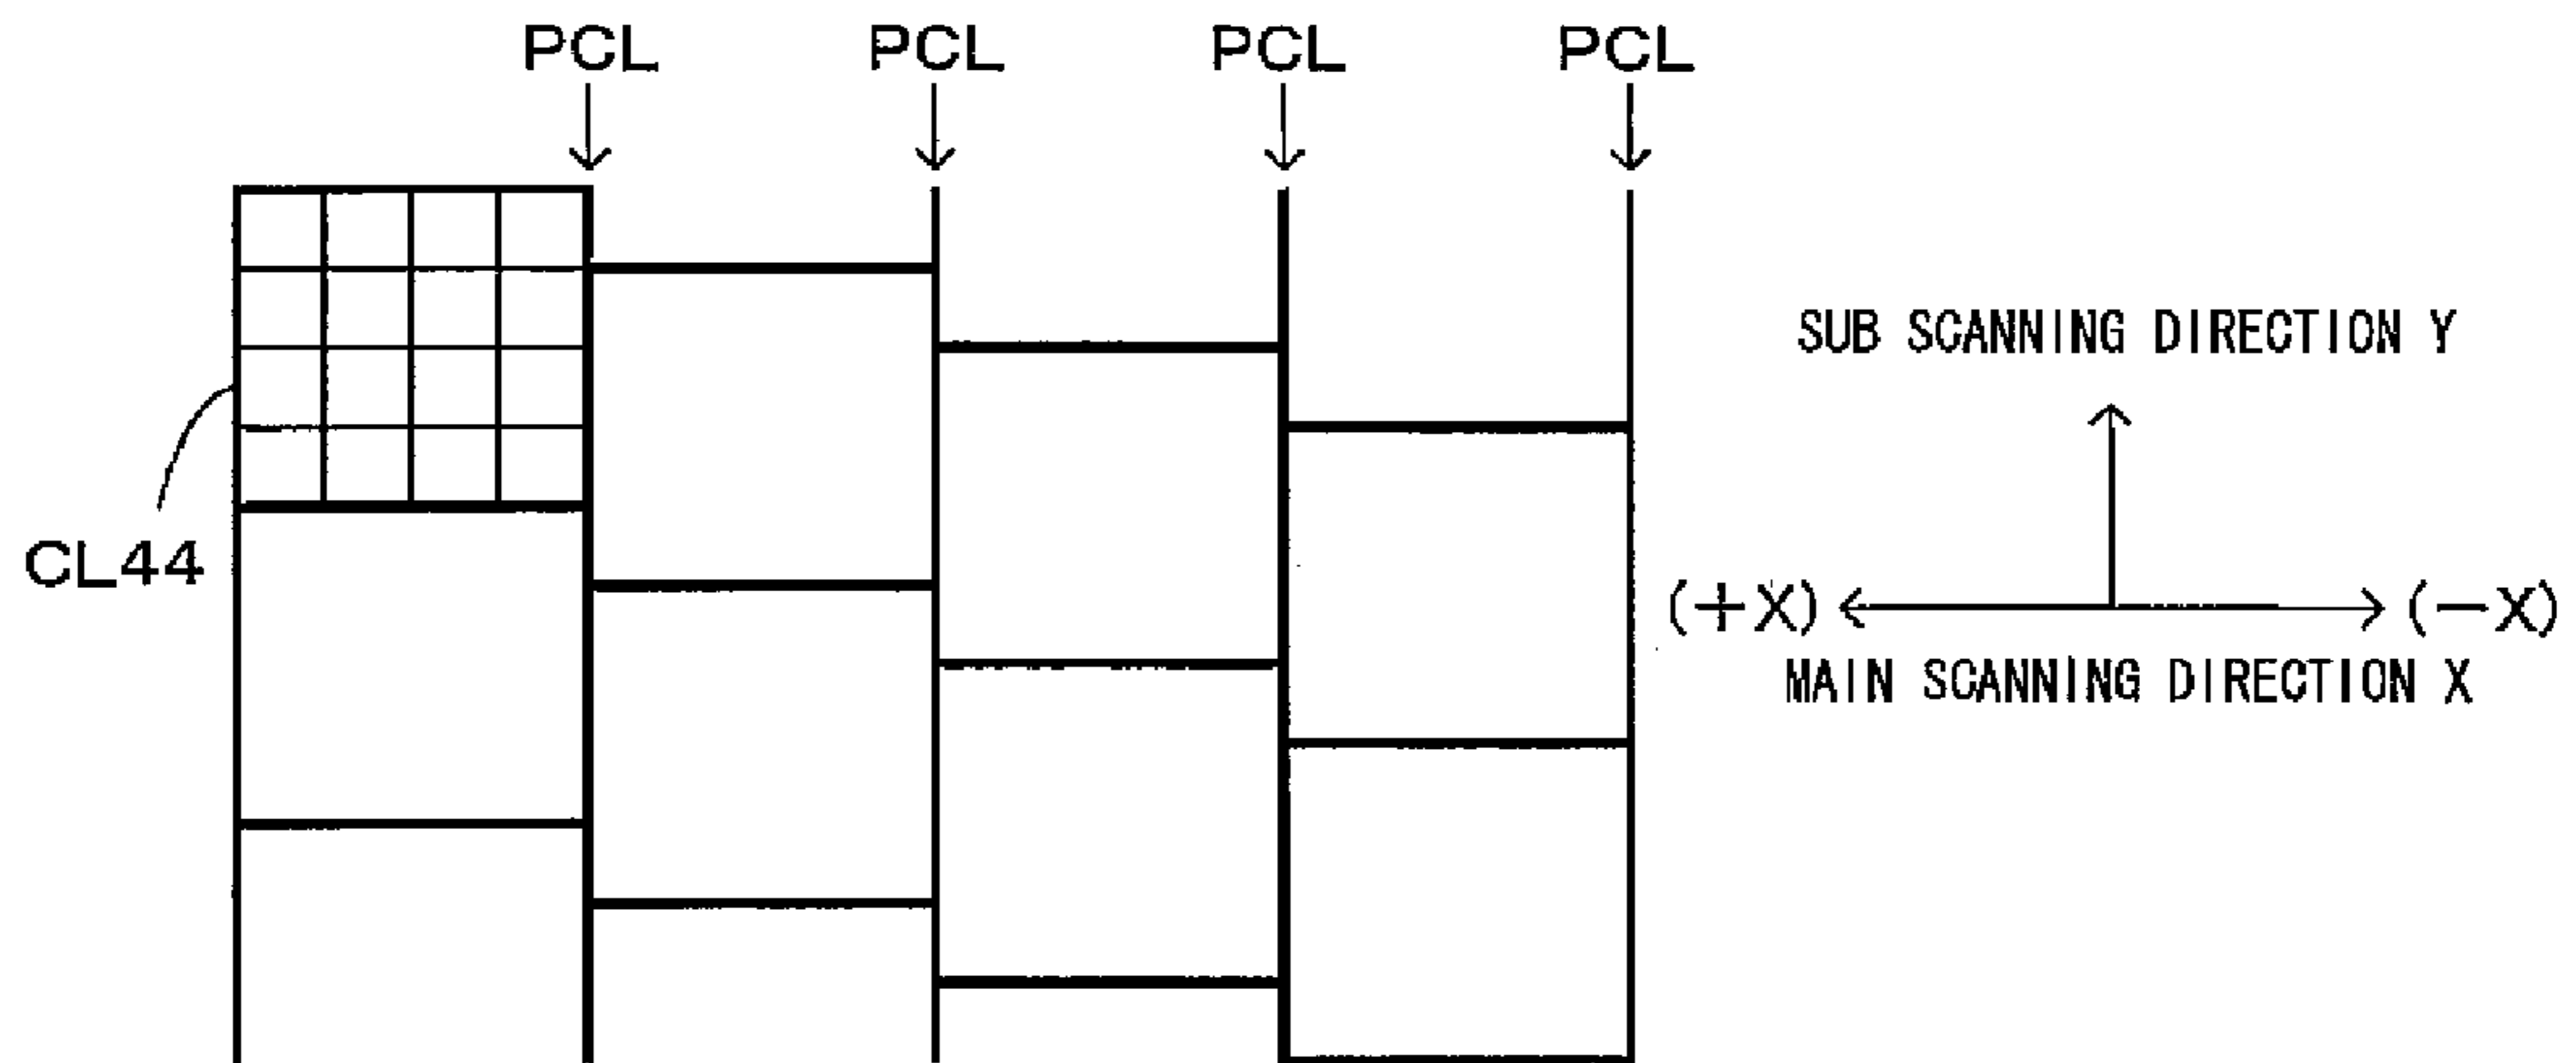 PCL PCL PCL PCL
SUB SCANNING DIRECTION Y
CL44
(+X) (−X)
MAIN SCANNING DIRECTION X